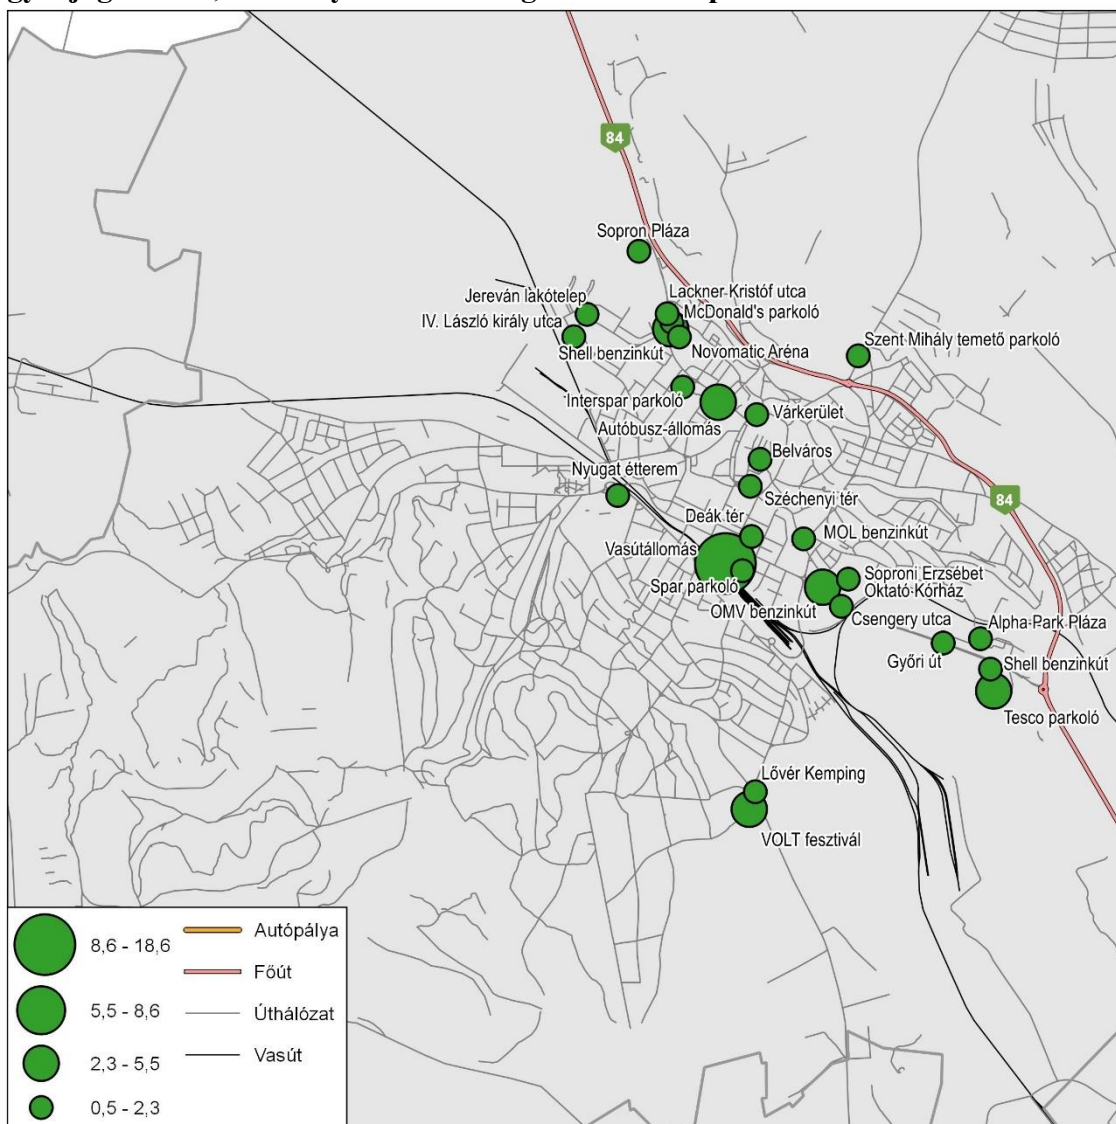 84
Sopron Pláza
Lackner Kristóf utca
Jereván lakótelep
McDonald's parkoló
IV. László király utca
Szent Mihály temető parkoló
Shell benzinkút
Novomatic Aréna
Interspar parkoló
Várkerület
Autóbusz-állomás
Belváros
Nyugat étterem
Széchenyi tér
84
Deák tér
MOL benzinkút
Vasútállomás
Spar parkoló
Soproni Erzsébet
Oktató Kórház
OMV benzinkút
Csengery utca
Alpha Park Pláza
Győri út
Shell benzinkút
Tesco parkoló
Lővér Kemping
VOLT fesztivál
8,6 - 18,6
5,5 - 8,6
2,3 - 5,5
0,5 - 2,3
Autópálya
Főút
Úthálózat
Vasút